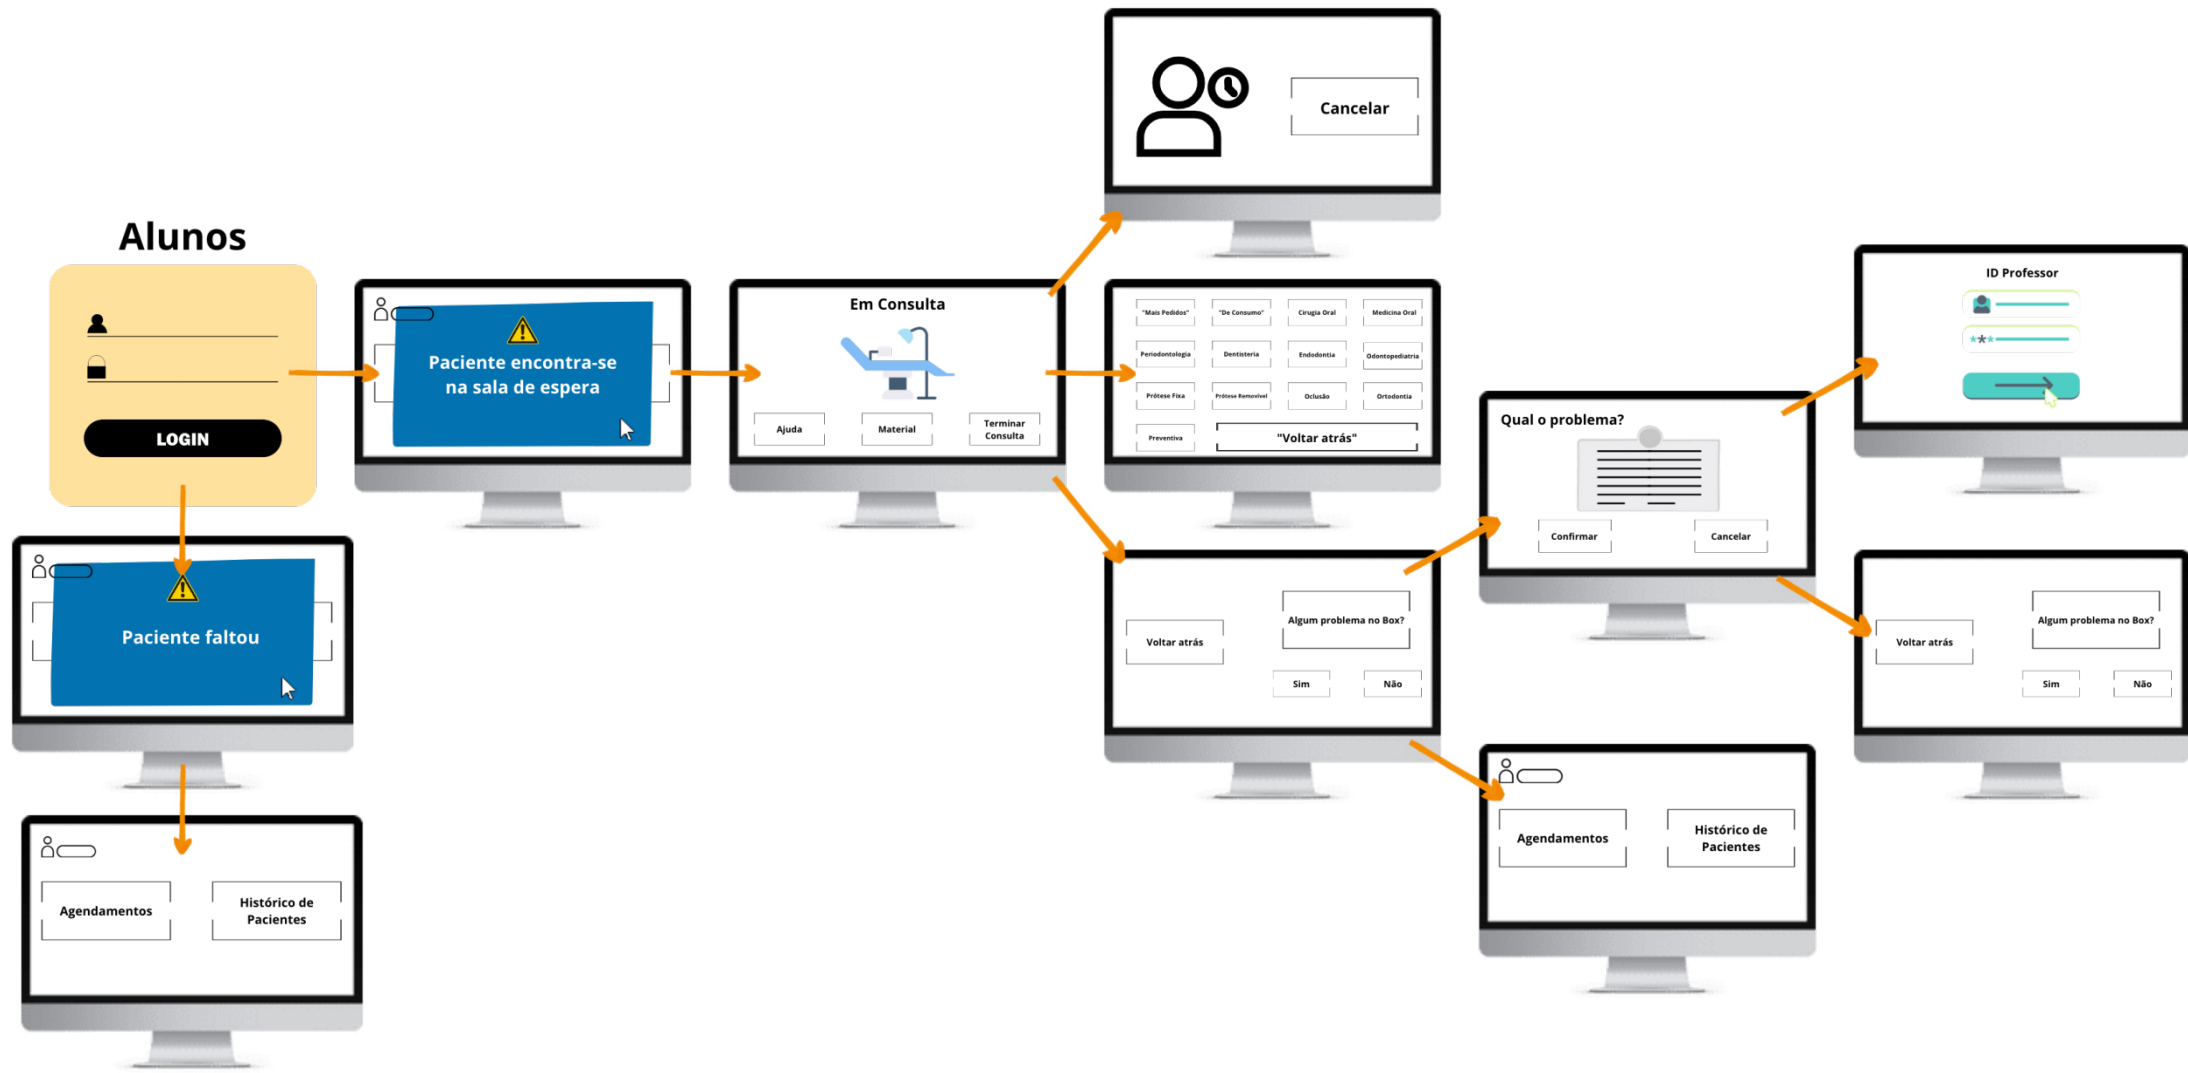 Alunos
LOGIN
Paciente encontra-se
na sala de espera
Em Consulta
Ajuda
Material
Terminar
Consulta
Cancelar
"Mais Pedidos"
"De Consumo"
Cirugia Oral
Medicina Oral
Periodontologia
Dentisteria
Endodontia
Odontopediatria
Prótese Fixa
Prótese Removivel
Oclusão
Ortodontia
Preventiva
"Voltar atrás"
Voltar atrás
Algum problema no Box?
Sim
Não
Qual o problema?
Confirmar
Cancelar
ID Professor
***
Voltar atrás
Algum problema no Box?
Sim
Não
Agendamentos
Histórico de
Pacientes
Paciente faltou
Agendamentos
Histórico de
Pacientes